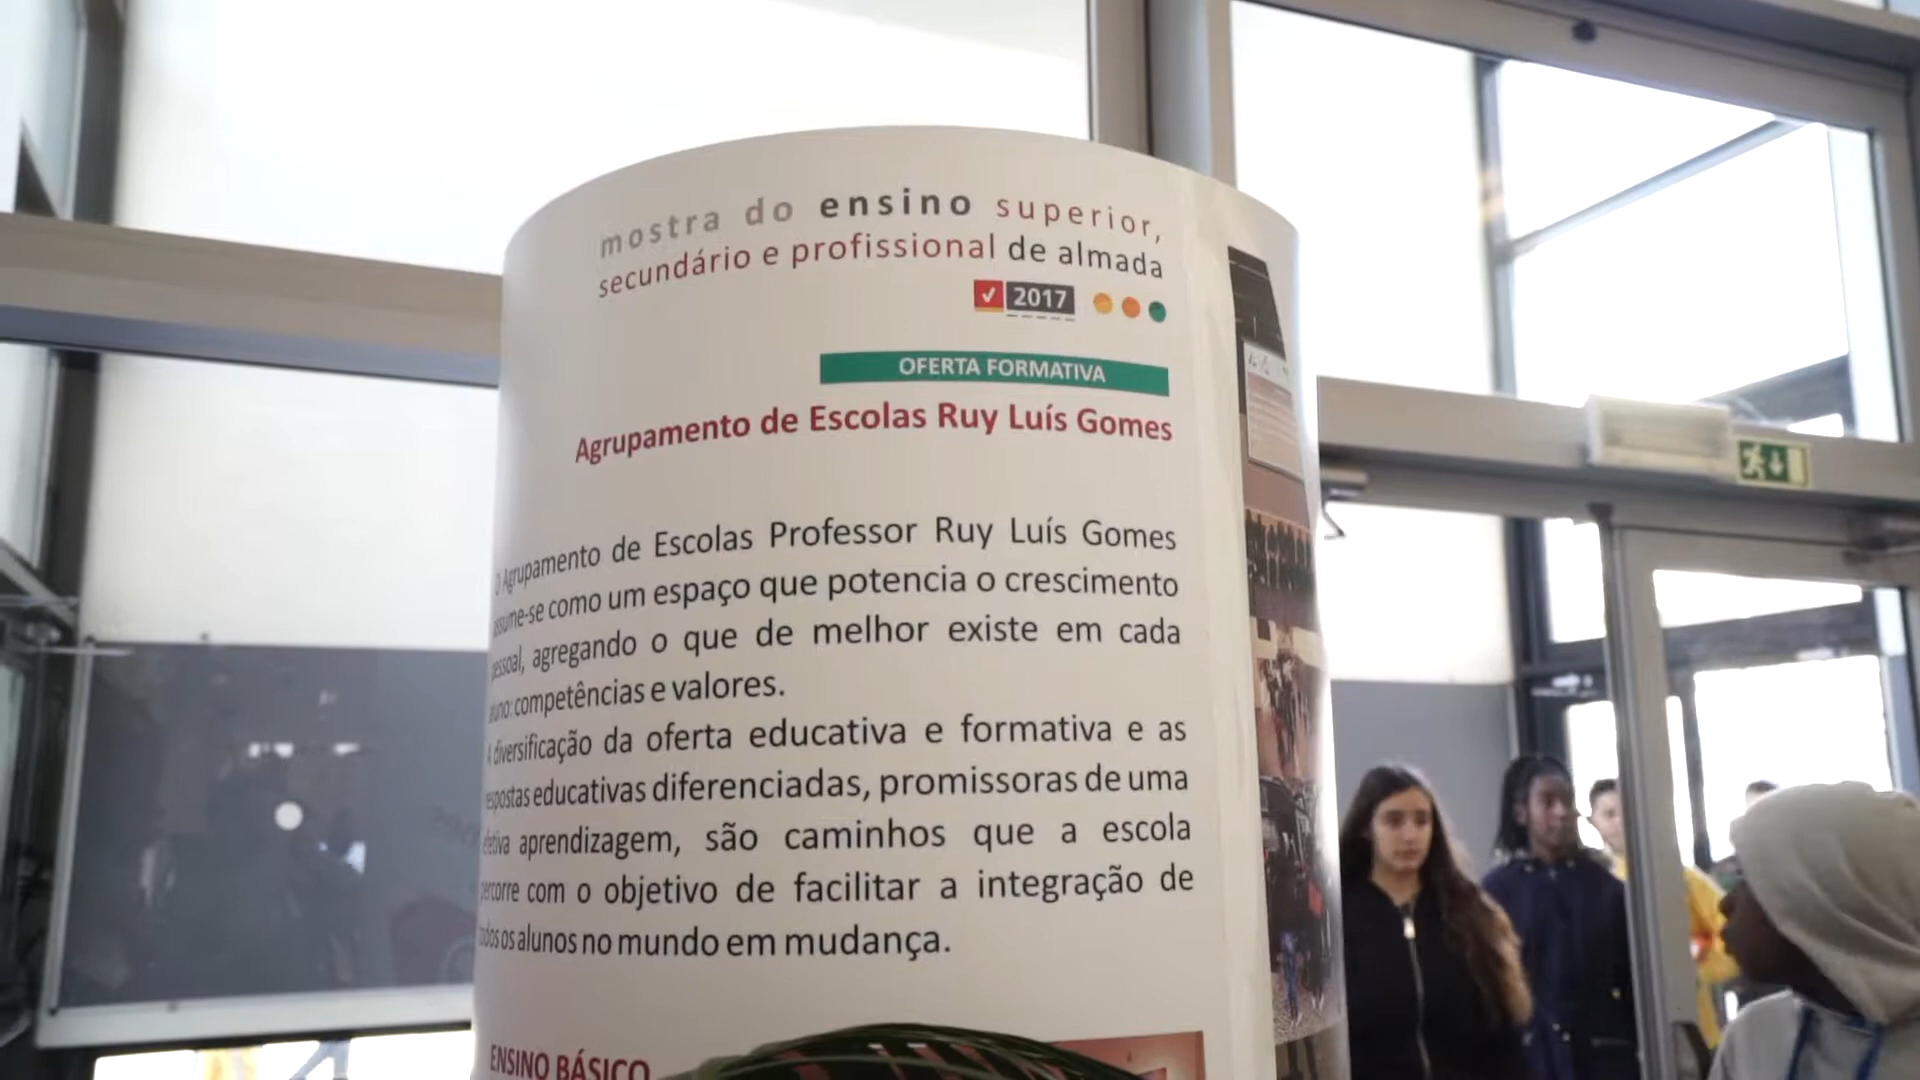 mostra do ensino superior,
secundário e profissional de almada
2017
OFERTA FORMATIVA
Agrupamento de Escolas Ruy Luís Gomes
O Agrupamento de Escolas Professor Ruy Luís Gomes
assume-se como um espaço que potencia o crescimento
pessoal, agregando o que de melhor existe em cada
aluno: competências e valores.
A diversificação da oferta educativa e formativa e as
respostas educativas diferenciadas, promissoras de uma
efetiva aprendizagem, são caminhos que a escola
percorre com o objetivo de facilitar a integração de
todos os alunos no mundo em mudança.
ENSINO BÁSICO